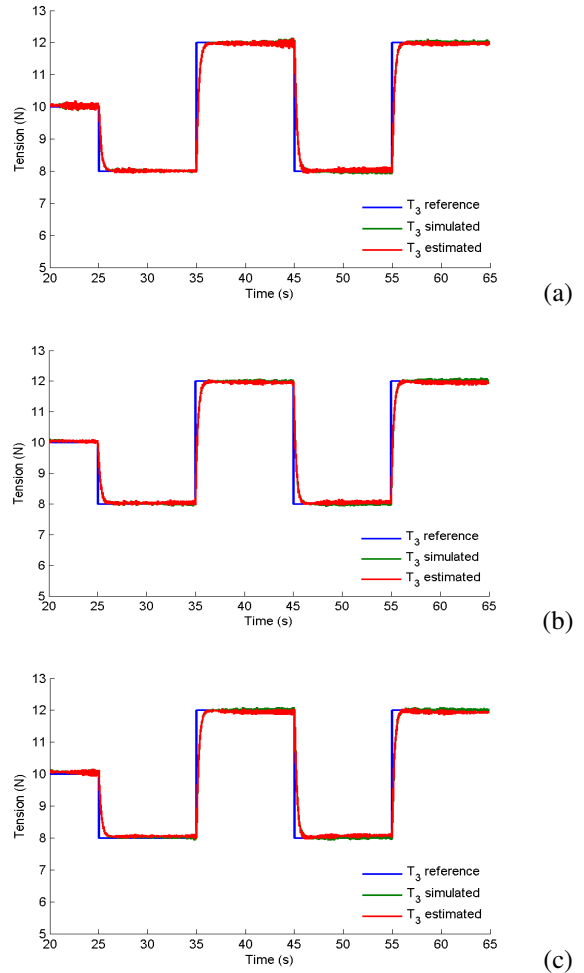 13
12
11
10
9
8
7
6
5
Tension (N)
T3 reference
T3 simulated
T3 estimated
20 25 30 35 40 45 50 55 60 65
Time (s)
(a)
13
12
11
10
9
8
7
6
5
Tension (N)
T3 reference
T3 simulated
T3 estimated
20 25 30 35 40 45 50 55 60 65
Time (s)
(b)
13
12
11
10
9
8
7
6
5
Tension (N)
T3 reference
T3 simulated
T3 estimated
20 25 30 35 40 45 50 55 60 65
Time (s)
(c)